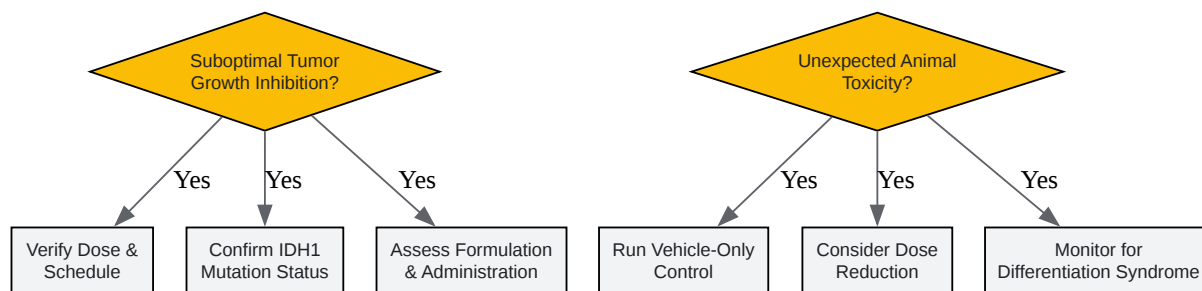 Suboptimal Tumor
Growth Inhibition?
Unexpected Animal
Toxicity?
Yes
Yes
Yes
Yes
Yes
Yes
Verify Dose &
Schedule
Confirm IDH1
Mutation Status
Assess Formulation
& Administration
Run Vehicle-Only
Control
Consider Dose
Reduction
Monitor for
Differentiation Syndrome